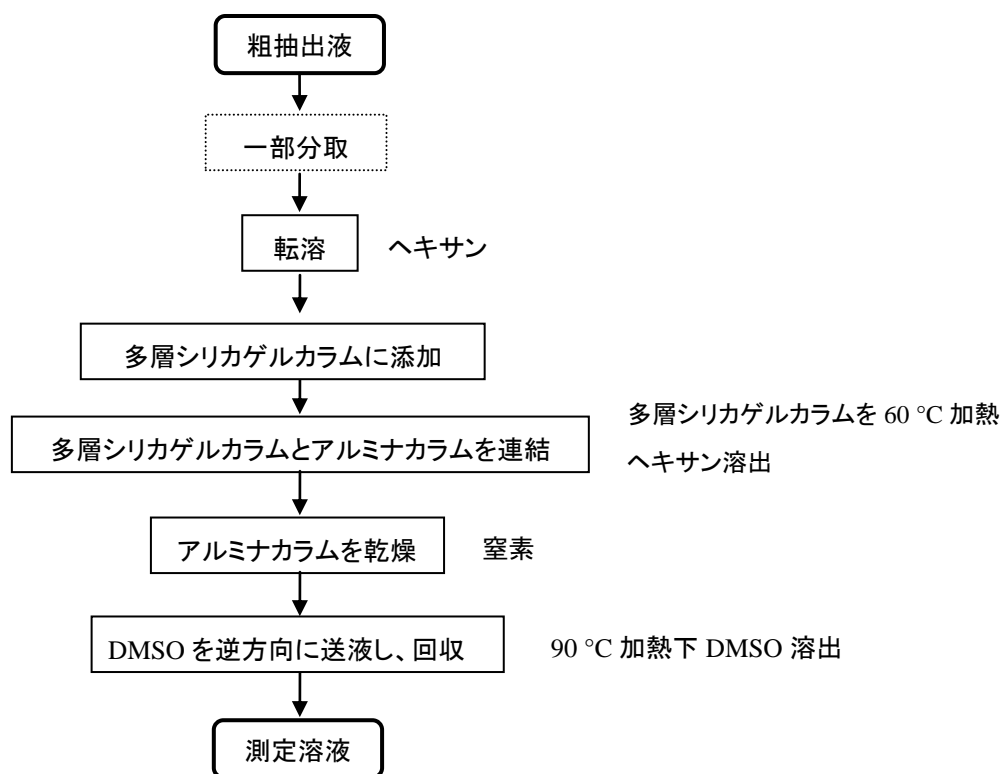 粗抽出液
一部分取
転溶 ヘキサン
多層シリカゲルカラムに添加
多層シリカゲルカラムとアルミナカラムを連結
多層シリカゲルカラムを 60 °C 加熱
ヘキサン溶出
アルミナカラムを乾燥 窒素
DMSO を逆方向に送液し、回収 90 °C 加熱下 DMSO 溶出
測定溶液